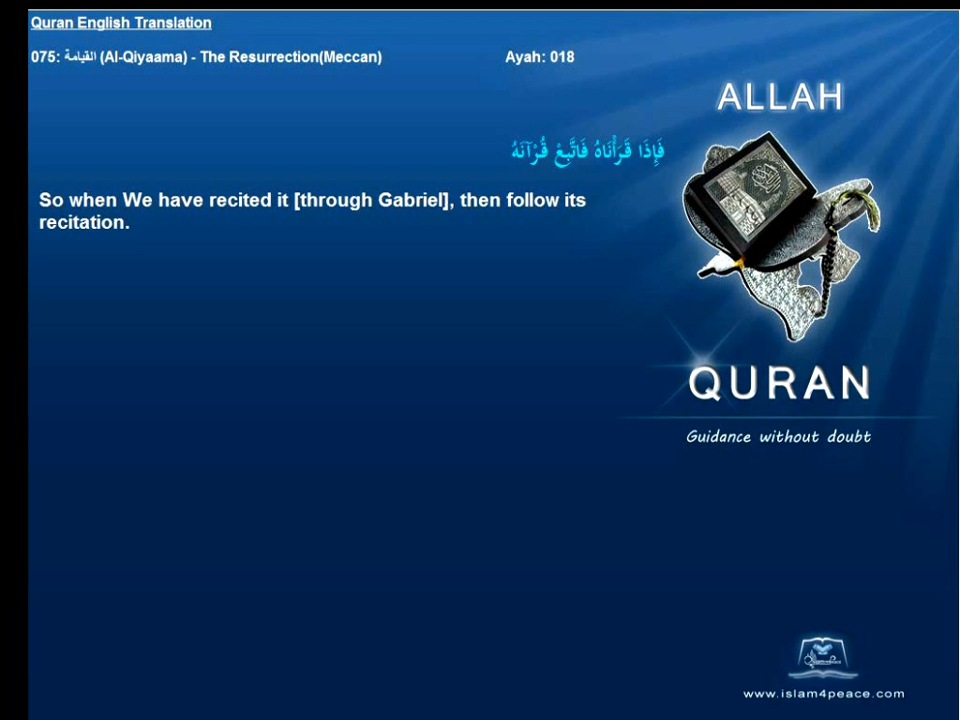 Quran English Translation
075: القيامة (Al-Qiyaama) - The Resurrection(Meccan) Ayah: 018
ALLAH
فَإِذَا قَرَأْنَاهُ فَاتَّبِعْ قُرْآنَهُ
So when We have recited it [through Gabriel], then follow its
recitation.
QURAN
Guidance without doubt
www.islam4peace.com